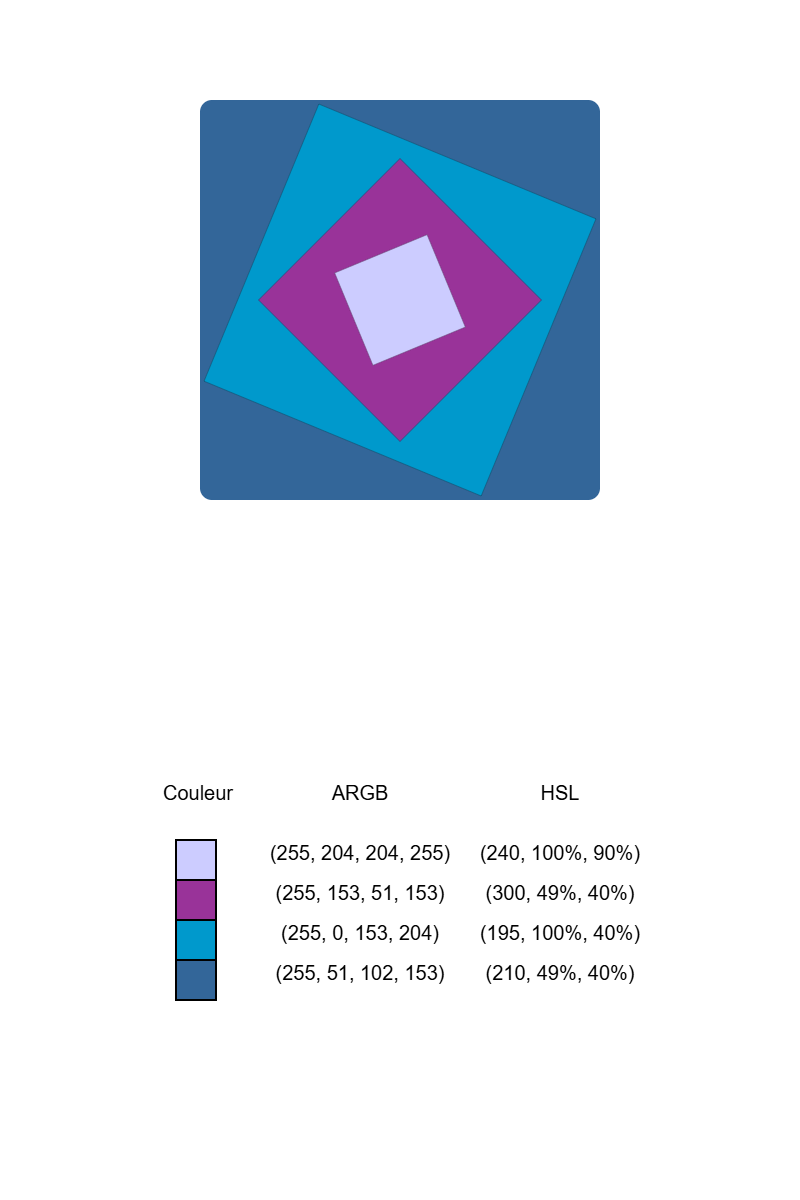 Couleur ARGB HSL
(255, 204, 204, 255) (240, 100%, 90%)
(255, 153, 51, 153) (300, 49%, 40%)
(255, 0, 153, 204) (195, 100%, 40%)
(255, 51, 102, 153) (210, 49%, 40%)